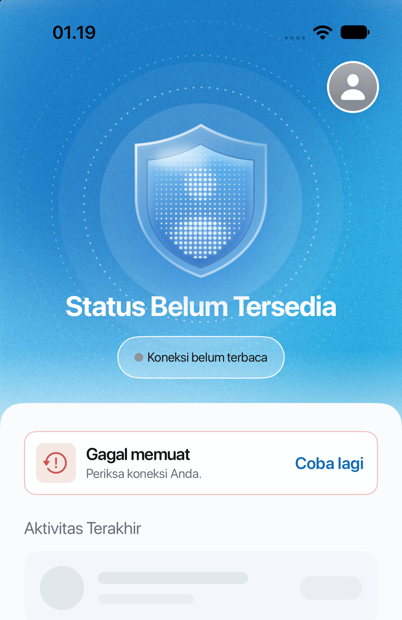 01.19
Status Belum Tersedia
Koneksi belum terbaca
Gagal memuat
Periksa koneksi Anda.
Coba lagi
Aktivitas Terakhir